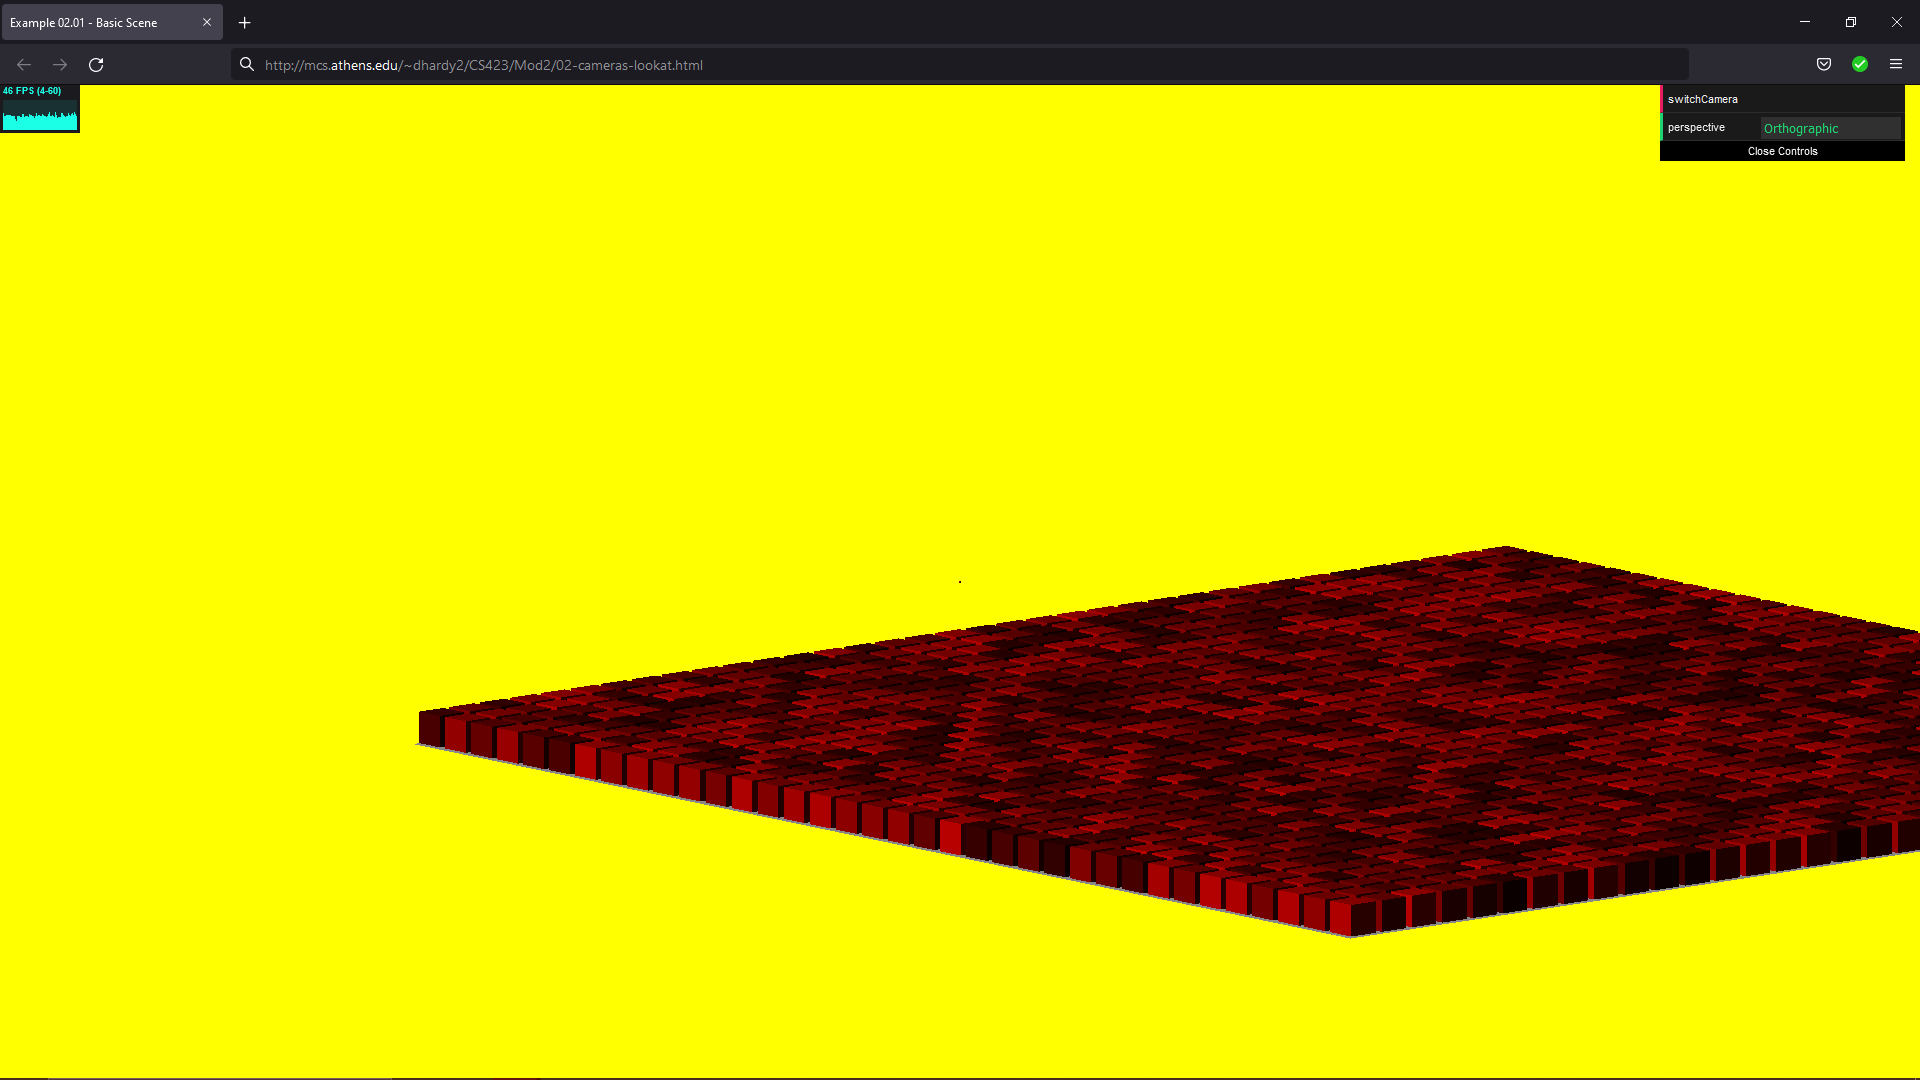 Example 02.01 - Basic Scene
http://mcs.athens.edu/~dhardy2/CS423/Mod2/02-cameras-lookat.html
46 FPS (4-60)
switchCamera
perspective Orthographic
Close Controls